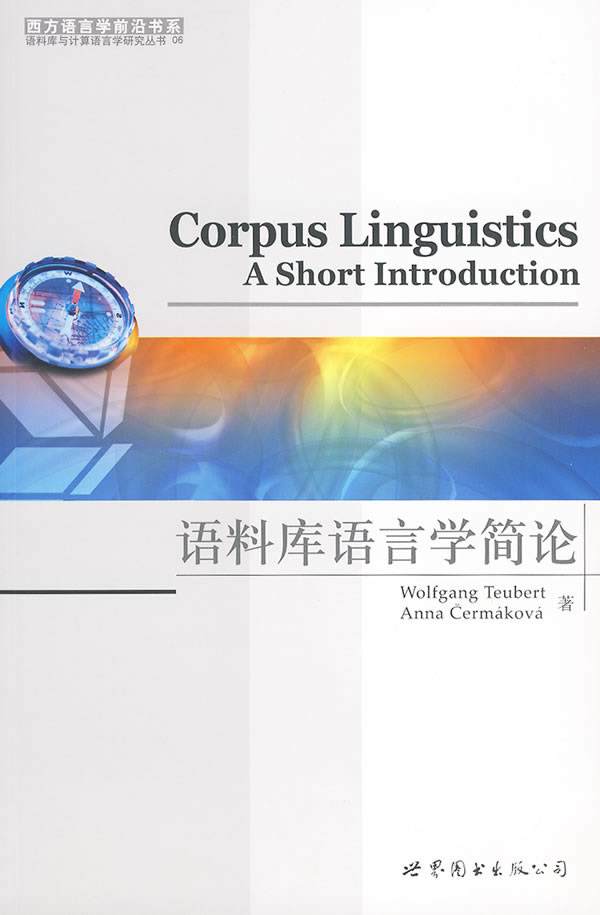 西方语言学前沿书系
语料库与计算语言学研究丛书 06
Corpus Linguistics
A Short Introduction
W
S
语料库语言学简论
Wolfgang Teubert
Anna Čermáková
著
世界图书出版公司